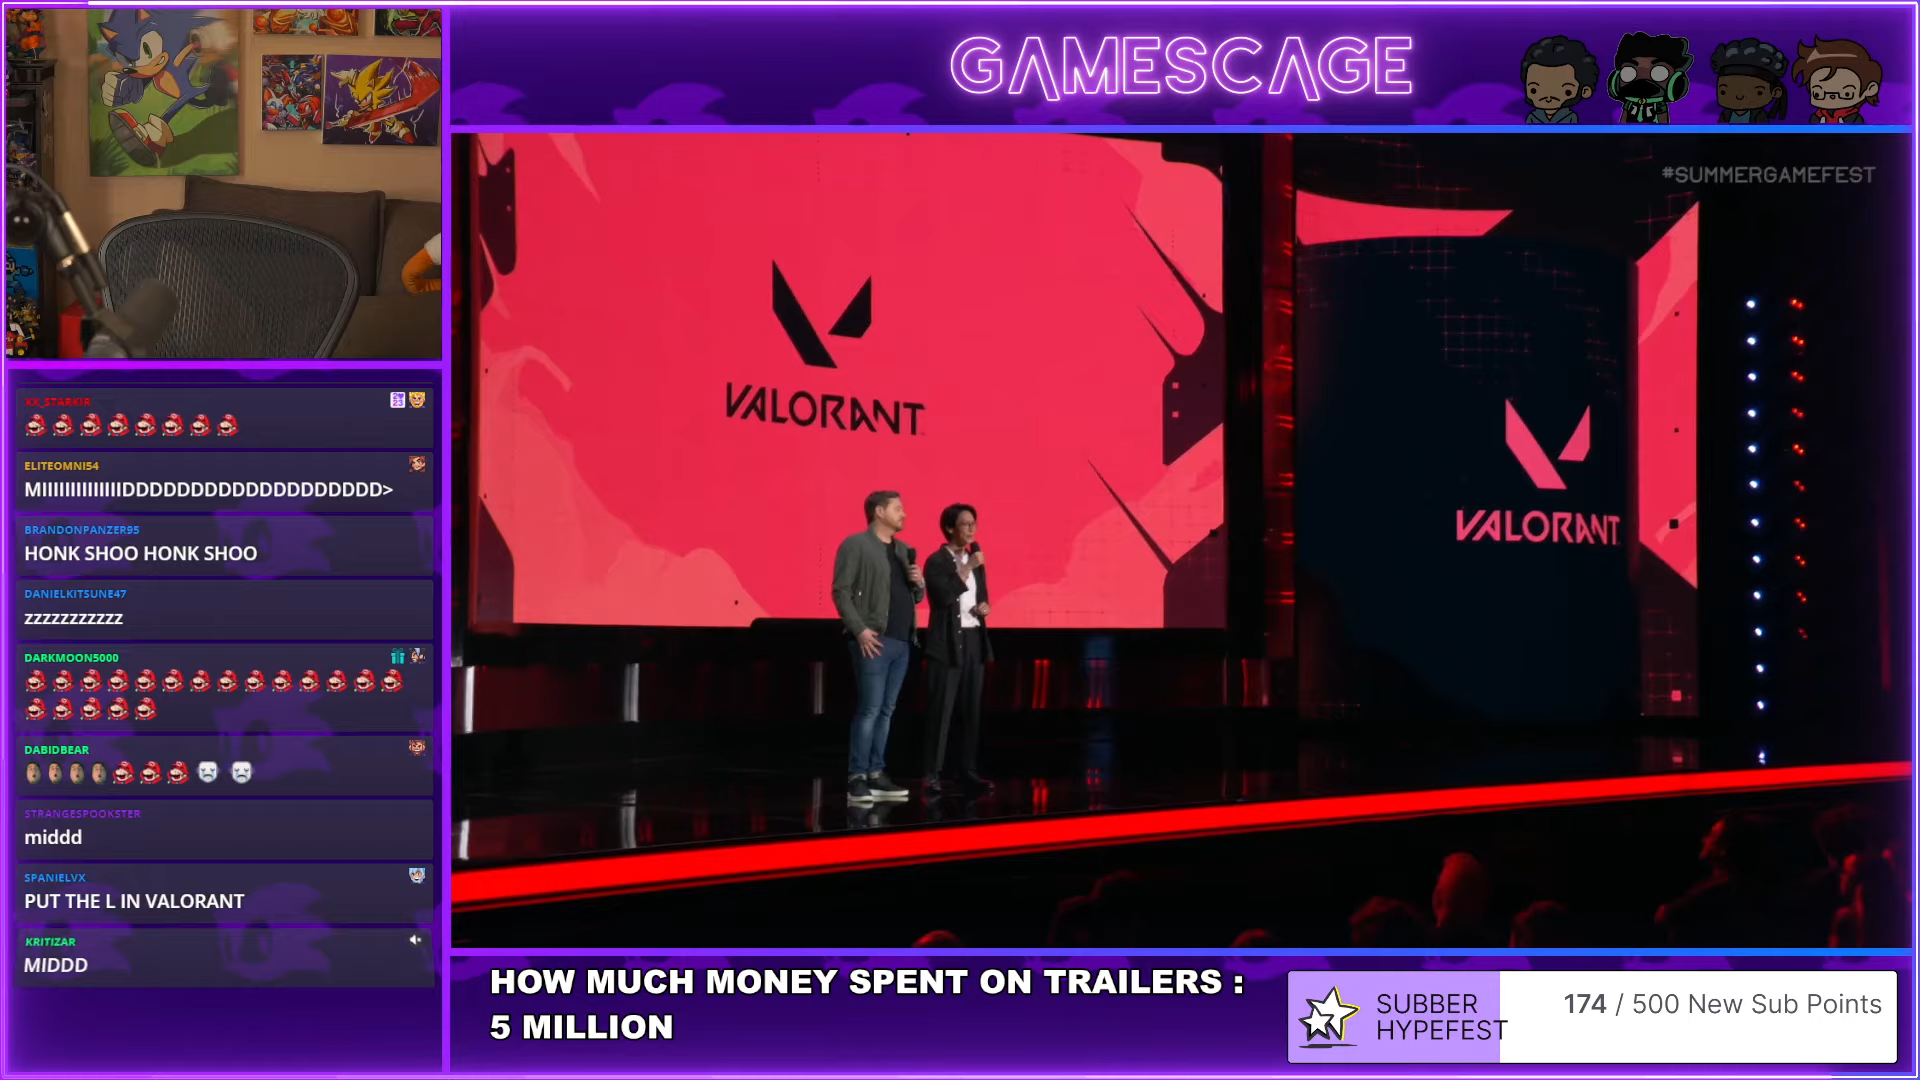 GAMESCAGE
#SUMMERGAMEFEST
VALORANT
VALORANT
XX_STARKIR
ELITEOMNI54
MIIIIIIIIIIIIIIDDDDDDDDDDDDDDDDDDD>
BRANDONPANZER95
HONK SHOO HONK SHOO
DANIELKITSUNE47
zzzzzzzzzzz
DARKMOON5000
DABIDBEAR
STRANGESPOOKSTER
middd
SPANIELVX
PUT THE L IN VALORANT
KRITIZAR
MIDDD
HOW MUCH MONEY SPENT ON TRAILERS :
5 MILLION
SUBBER
HYPEFEST
174 / 500 New Sub Points